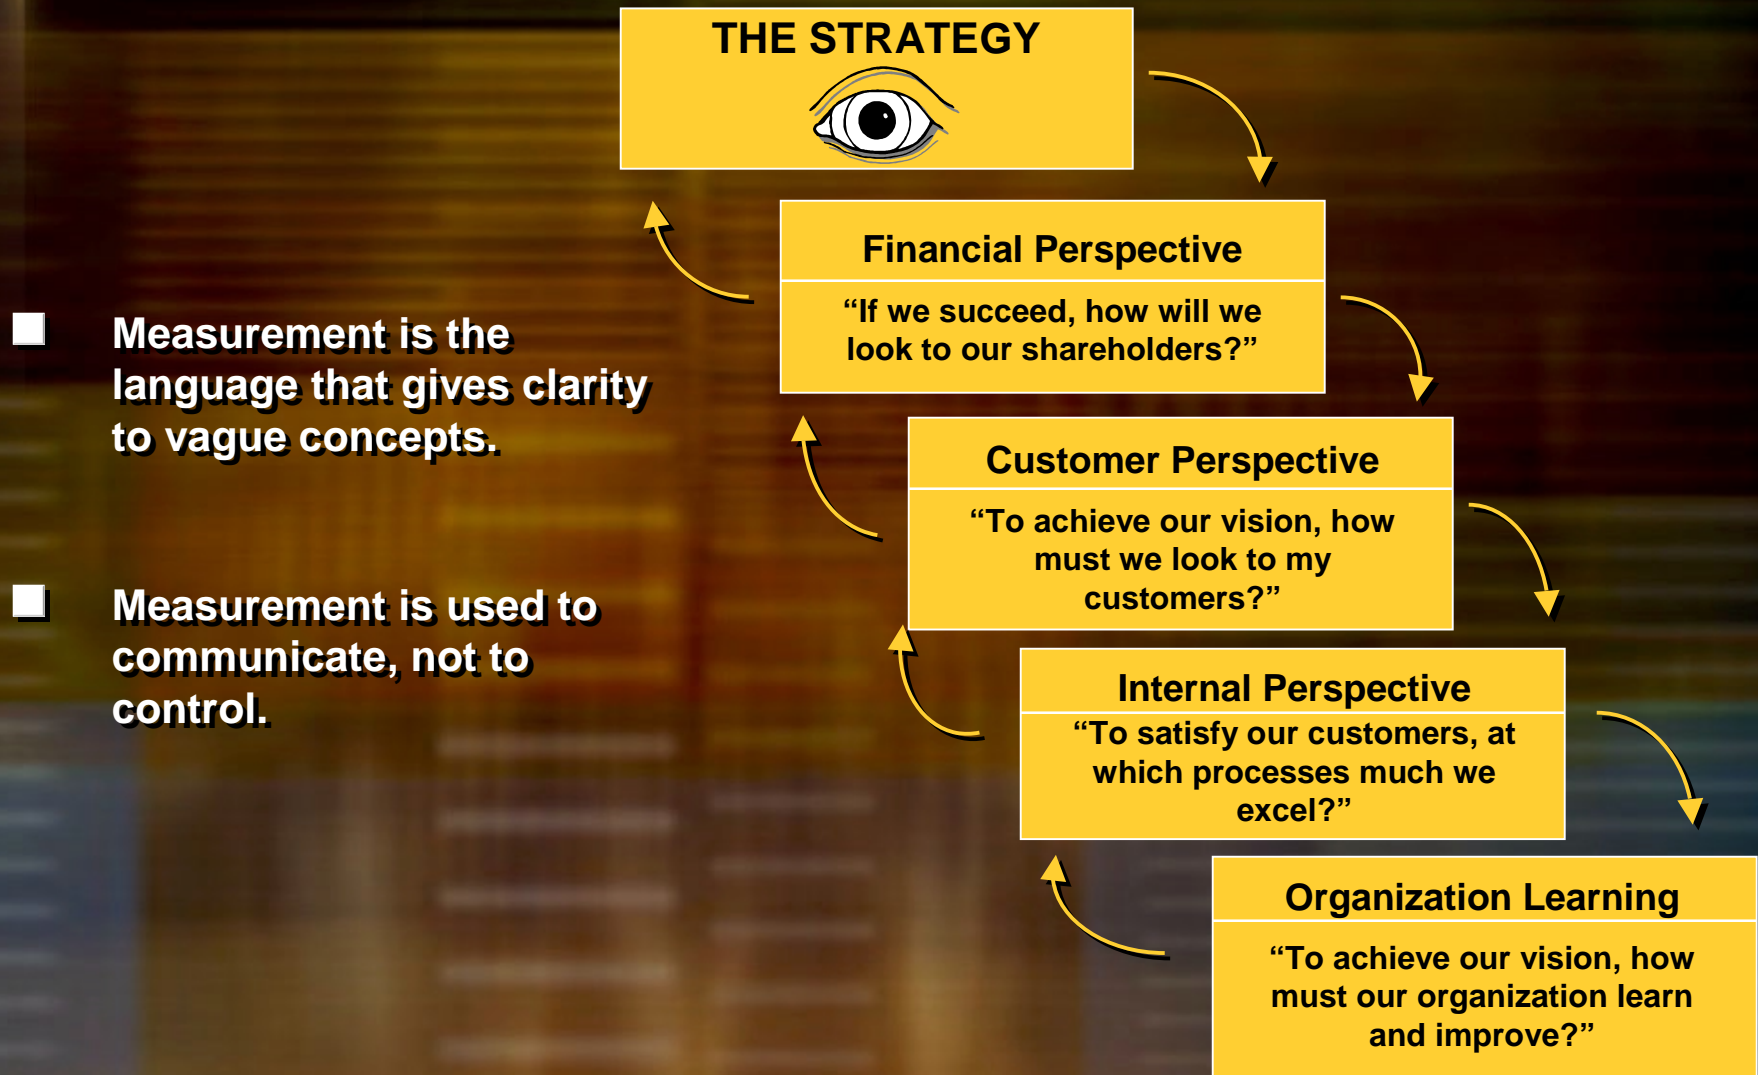 THE STRATEGY
Financial Perspective
“If we succeed, how will we
look to our shareholders?”
Measurement is the
language that gives clarity
to vague concepts.
Customer Perspective
“To achieve our vision, how
must we look to my
customers?”
Measurement is used to
communicate, not to
control.
Internal Perspective
“To satisfy our customers, at
which processes much we
excel?”
Organization Learning
“To achieve our vision, how
must our organization learn
and improve?”